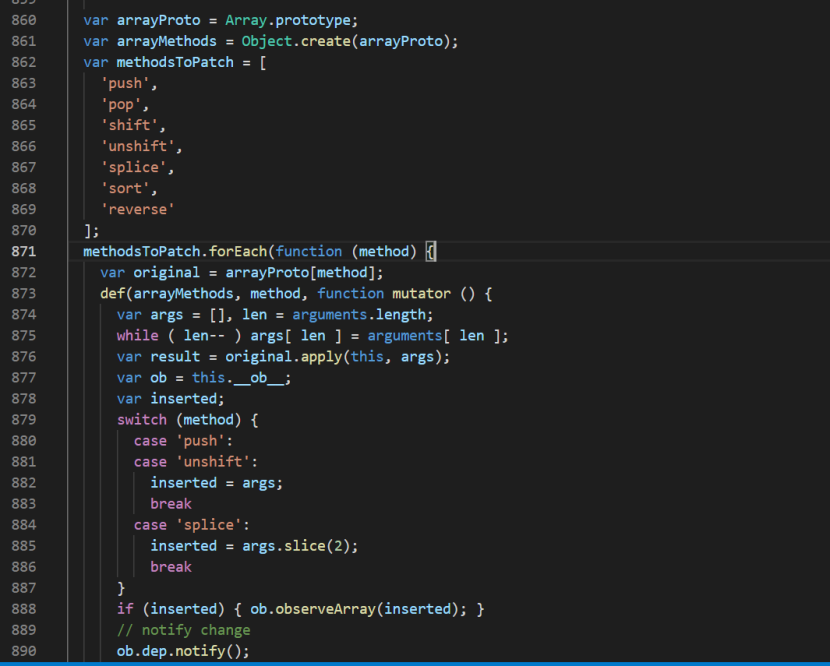 860 var arrayProto = Array.prototype;
861 var arrayMethods = Object.create(arrayProto);
862 var methodsToPatch = [
863 'push',
864 'pop',
865 'shift',
866 'unshift',
867 'splice',
868 'sort',
869 'reverse'
870 ];
871 methodsToPatch.forEach(function (method) {
872 var original = arrayProto[method];
873 def(arrayMethods, method, function mutator () {
874 var args = [], len = arguments.length;
875 while ( len-- ) args[ len ] = arguments[ len ];
876 var result = original.apply(this, args);
877 var ob = this.__ob__;
878 var inserted;
879 switch (method) {
880 case 'push':
881 case 'unshift':
882 inserted = args;
883 break
884 case 'splice':
885 inserted = args.slice(2);
886 break
887 }
888 if (inserted) { ob.observeArray(inserted); }
889 // notify change
890 ob.dep.notify();